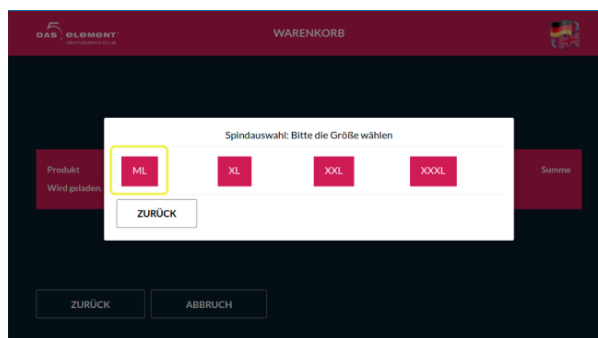 DAS 5 element
WARENKORB
Spindauswahl: Bitte die Größe wählen
Produkt
Summe
ML
XL
XXL
XXXL
Wird geladen,
ZURÜCK
ZURÜCK
ABBRUCH